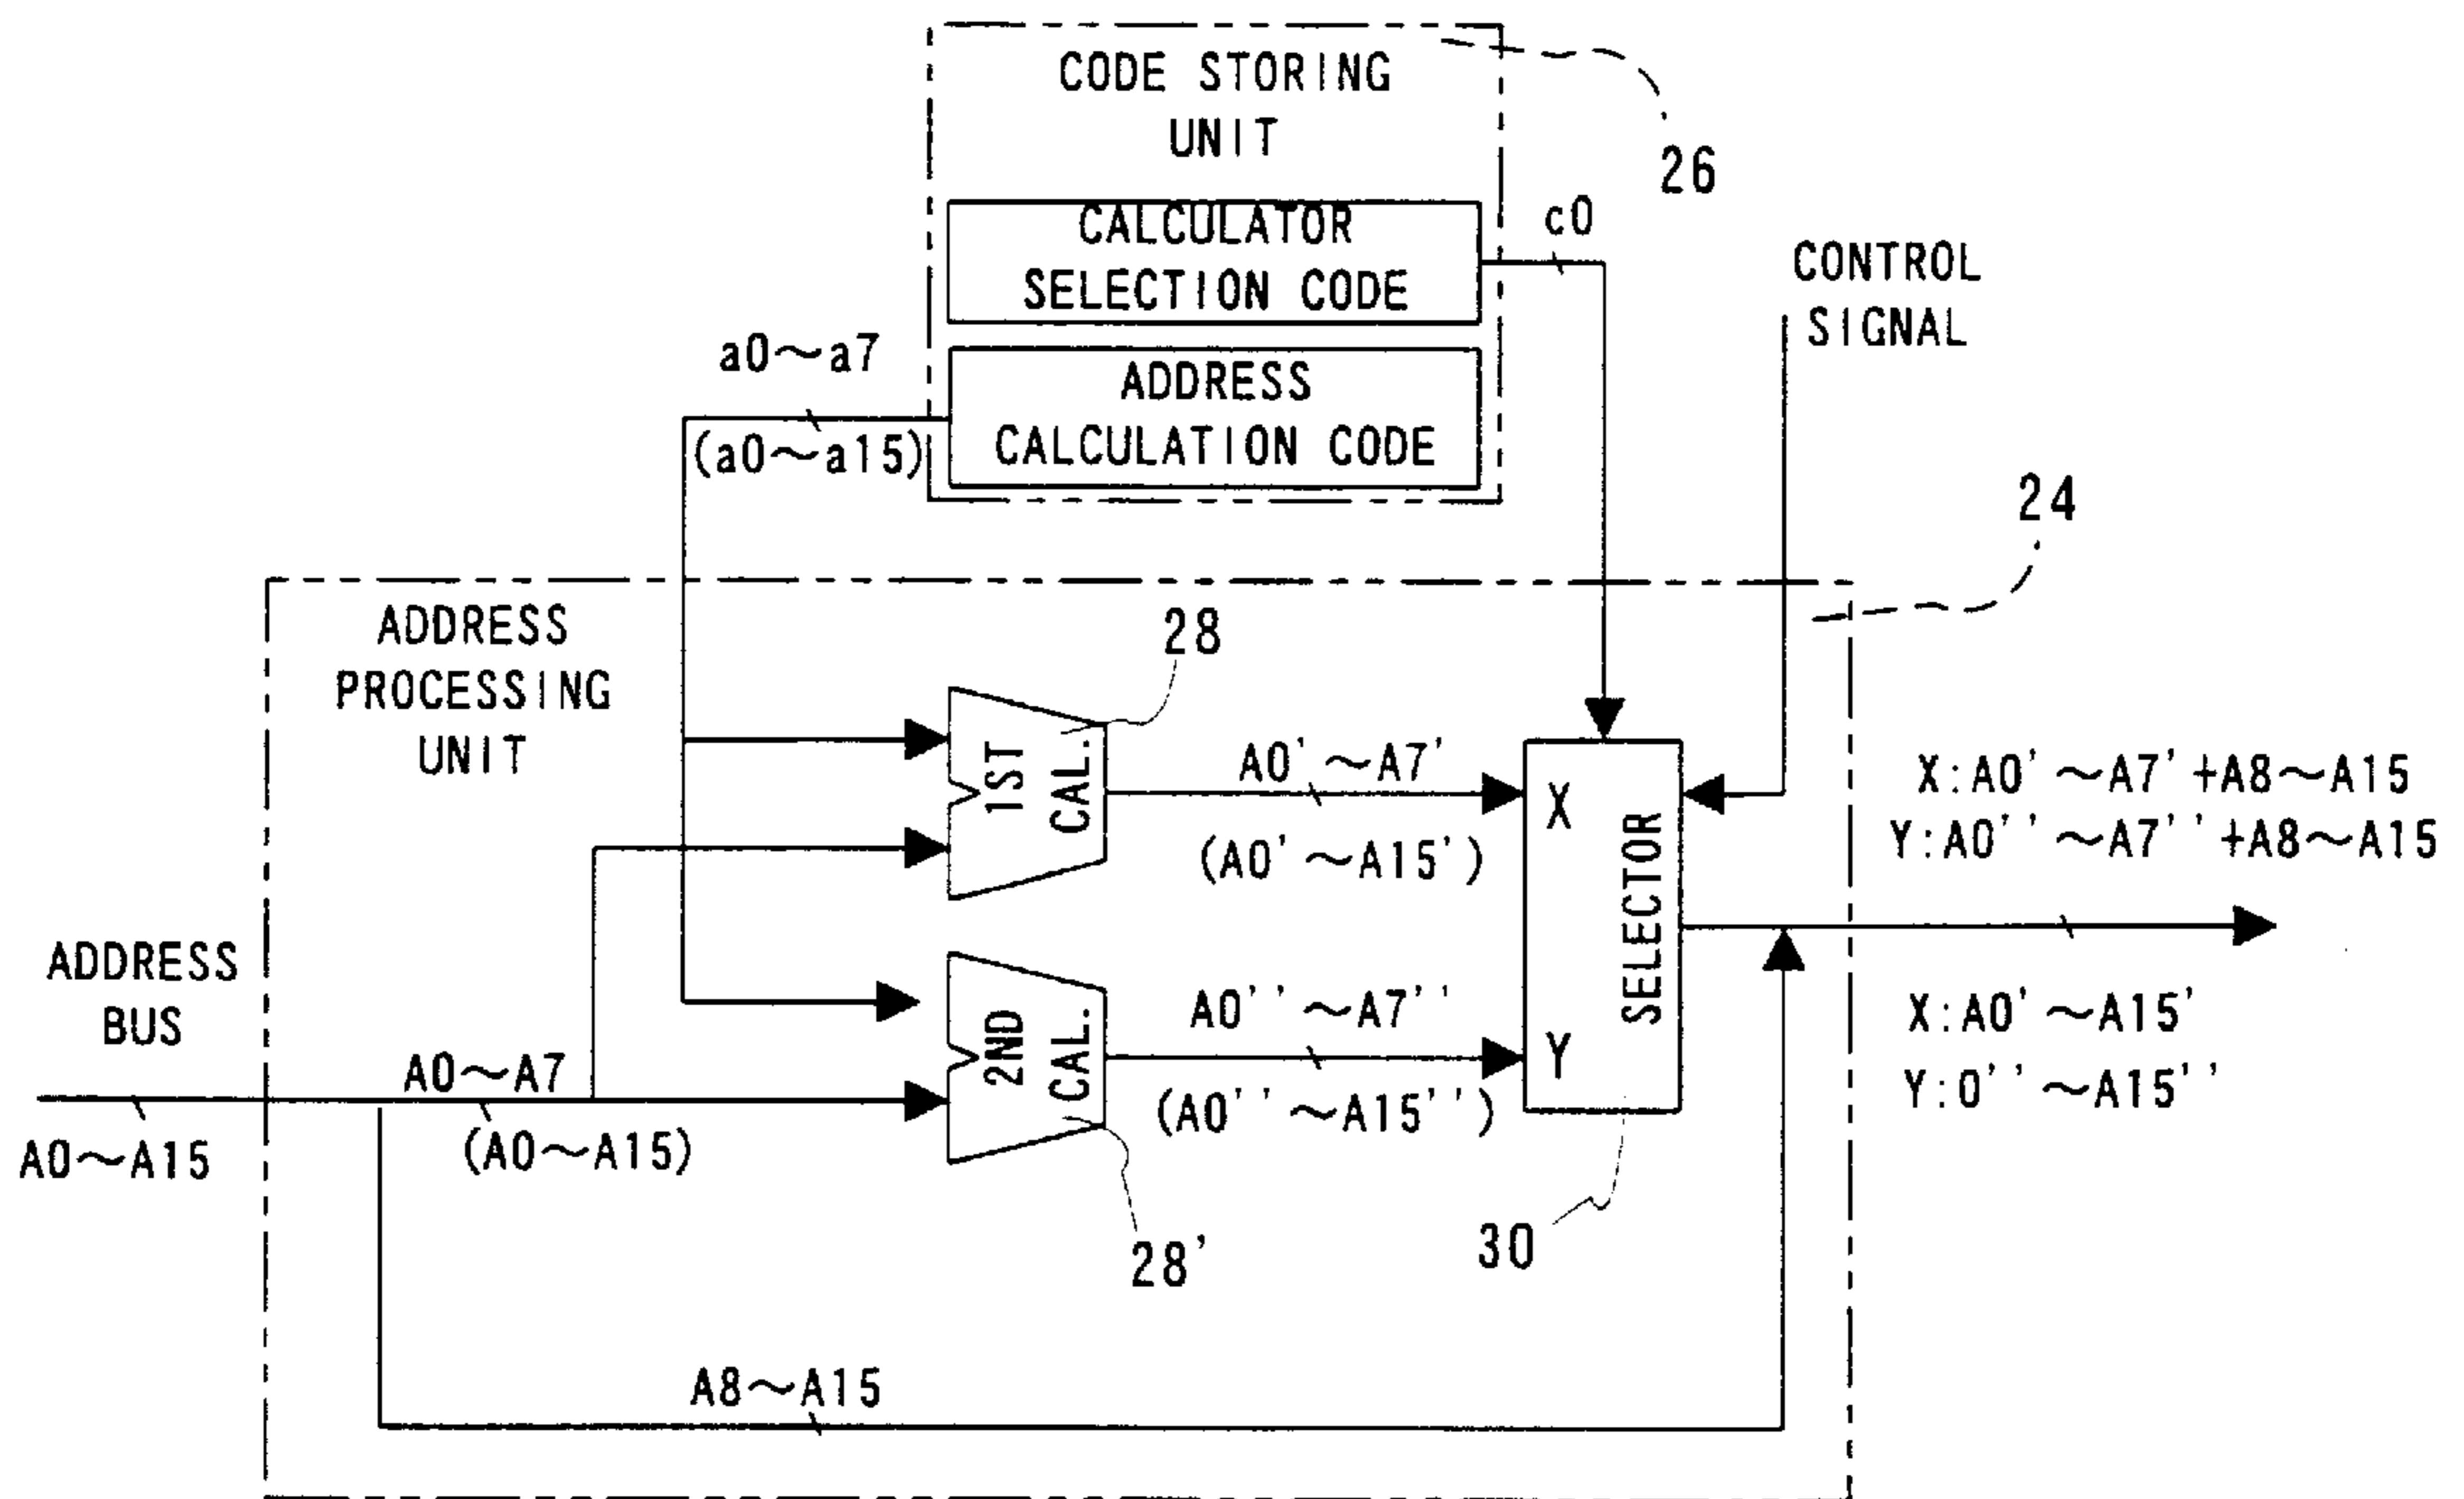 CODE STORING
UNIT
26
CALCULATOR
SELECTION CODE
c0
CONTROL
SIGNAL
a0~a7
(a0~a15)
ADDRESS
CALCULATION CODE
24
ADDRESS
PROCESSING
UNIT
28
1ST
CAL.
A0'~A7'
(A0'~A15')
X
SELECTOR
X:A0'~A7'+A8~A15
Y:A0''~A7''+A8~A15
ADDRESS
BUS
A0~A15
A0~A7
(A0~A15)
2ND
CAL.
A0''~A7''
(A0''~A15'')
Y
X:A0'~A15'
Y:0''~A15''
28'
30
A8~A15